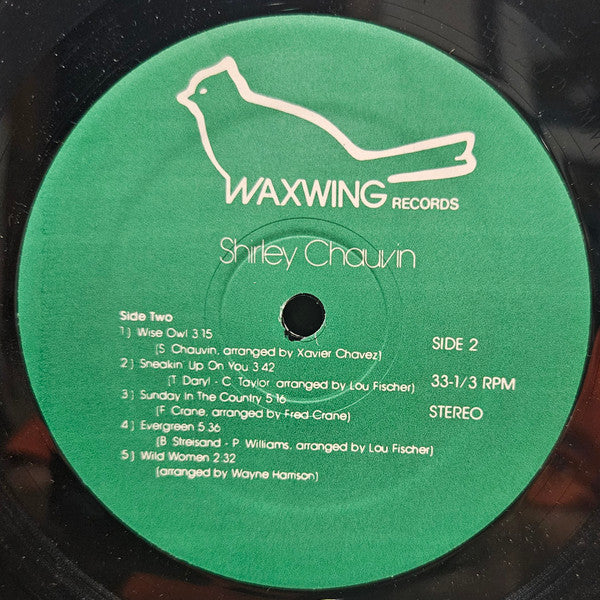 WAXWING RECORDS
Shirley Chauvin
Side Two
1) Wise Owl 3:15
(S Chauvin, arranged by Xavier Chavez)
2) Sneakin' Up On You 3:42
(T Daryl - C Taylor arranged by Lou Fischer)
3) Sunday In The Country 5:16
(F Crane, arranged by Fred Crane)
4) Evergreen 5:36
(B Streisand - P Williams, arranged by Lou Fischer)
5) Wild Women 2:32
(arranged by Wayne Harrison)
SIDE 2
33-1/3 RPM
STEREO